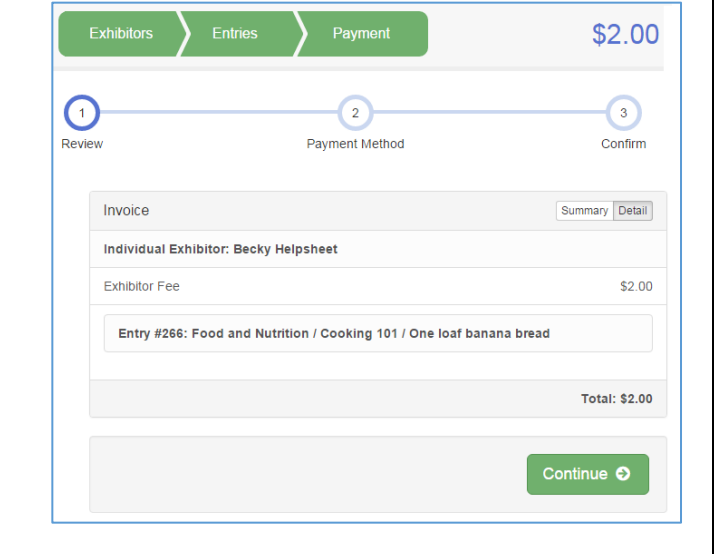 Exhibitors Entries Payment $2.00
1 2 3
Review Payment Method Confirm
Invoice Summary Detail
Individual Exhibitor: Becky Helpsheet
Exhibitor Fee $2.00
Entry #266: Food and Nutrition / Cooking 101 / One loaf banana bread
Total: $2.00
Continue